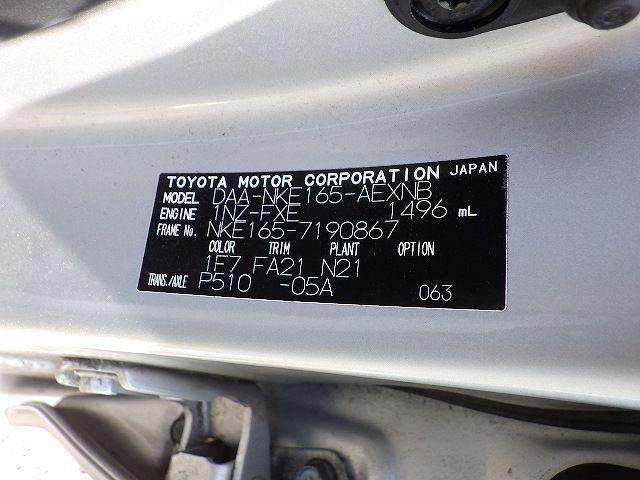 TOYOTA MOTOR CORPORATION JAPAN
MODEL DAA-NKE165-AEXNB
ENGINE 1NZ-FXE 1496 mL
FRAME No. NKE165-7190867
COLOR TRIM PLANT OPTION
1F7 FA21 N21
TRANS./AXLE P510 -05A 063